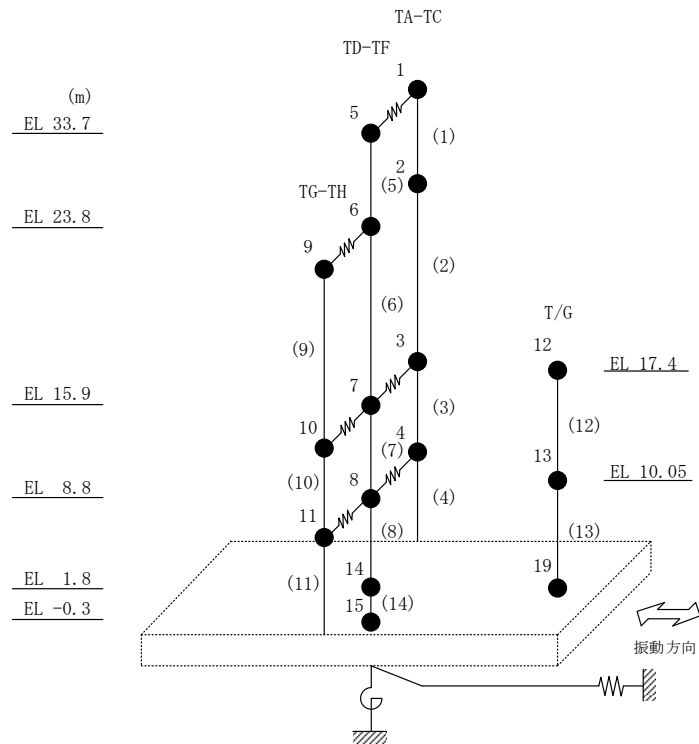 TA-TC
TD-TF
1
(m)
5
EL 33.7
(1)
2
(5)
TG-TH
6
EL 23.8
9
(2)
(6)
T/G
(9)
3
12
EL 17.4
7
EL 15.9
(3)
(12)
10
4
13
(7)
EL 10.05
(10)
8
EL 8.8
(4)
11
(8)
(13)
14
19
EL 1.8
(11)
15
(14)
EL -0.3
振動方向